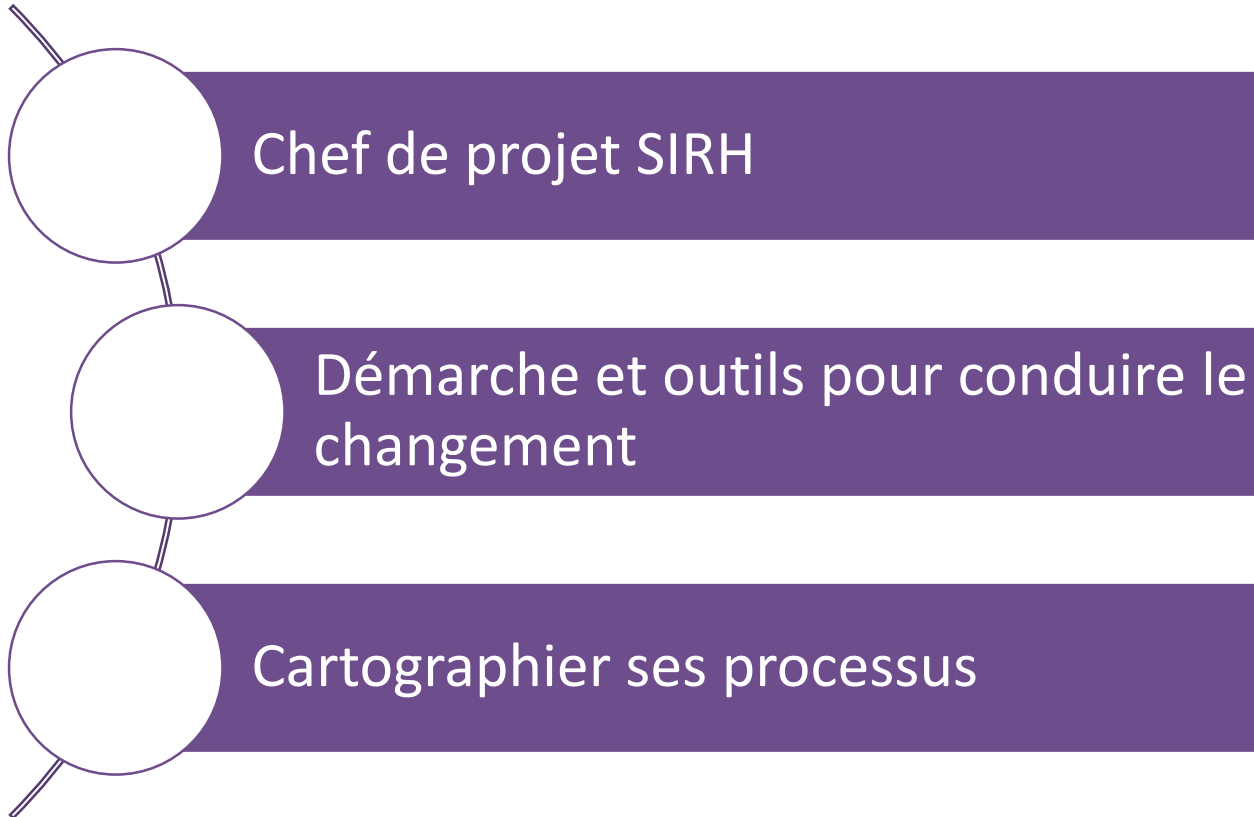 Chef de projet SIRH
Démarche et outils pour conduire le
changement
Cartographier ses processus